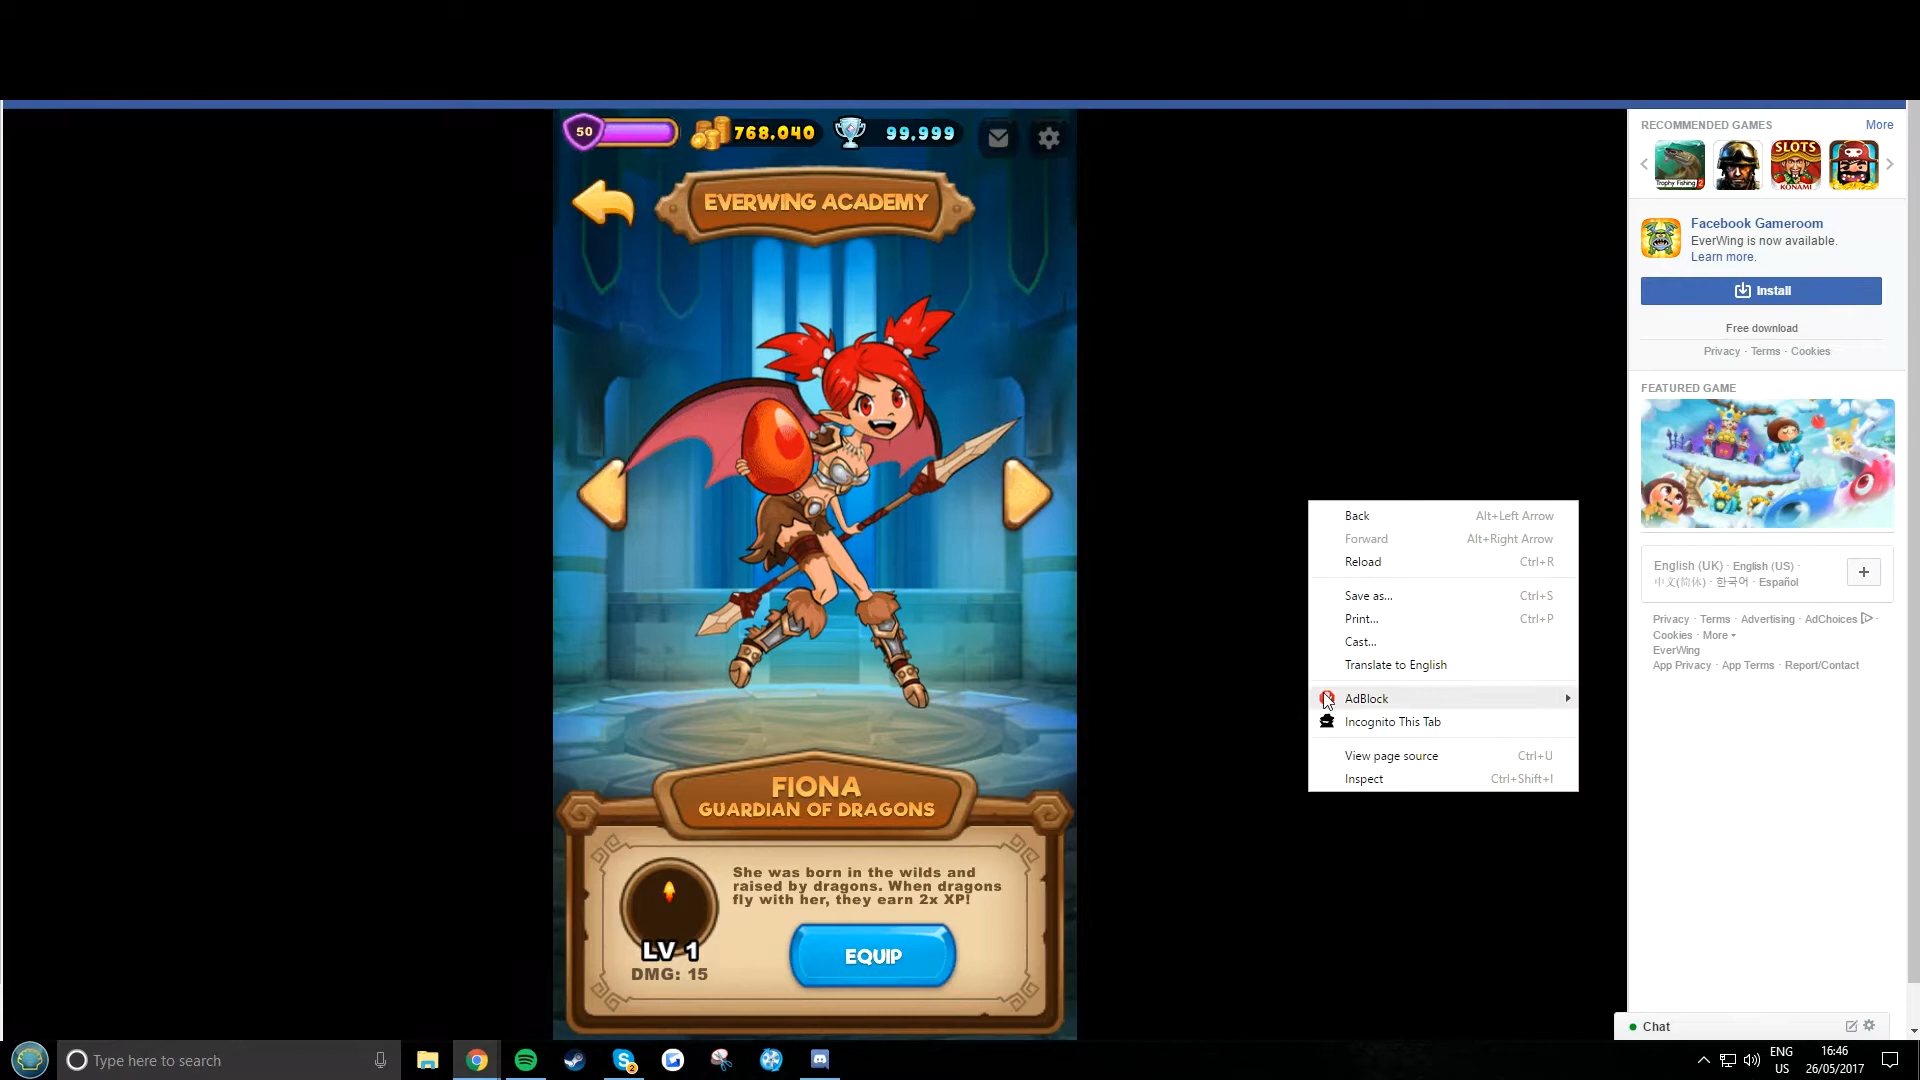 50
768,040
99,999
EVERWING ACADEMY
FIONA
GUARDIAN OF DRAGONS
She was born in the wilds and
raised by dragons. When dragons
fly with her, they earn 2x XP!
LV 1
DMG: 15
EQUIP
Back Alt+Left Arrow
Forward Alt+Right Arrow
Reload Ctrl+R
Save as... Ctrl+S
Print... Ctrl+P
Cast...
Translate to English
AdBlock
Incognito This Tab
View page source Ctrl+U
Inspect Ctrl+Shift+I
RECOMMENDED GAMES More
Trophy Fishing 2
SLOTS
KONAMI
Facebook Gameroom
EverWing is now available.
Learn more.
Install
Free download
Privacy · Terms · Cookies
FEATURED GAME
English (UK) · English (US) ·
中文(简体) · 한국어 · Español
+
Privacy · Terms · Advertising · AdChoices ·
Cookies · More
EverWing
App Privacy · App Terms · Report/Contact
Chat
Type here to search
2
ENG
US
16:46
26/05/2017